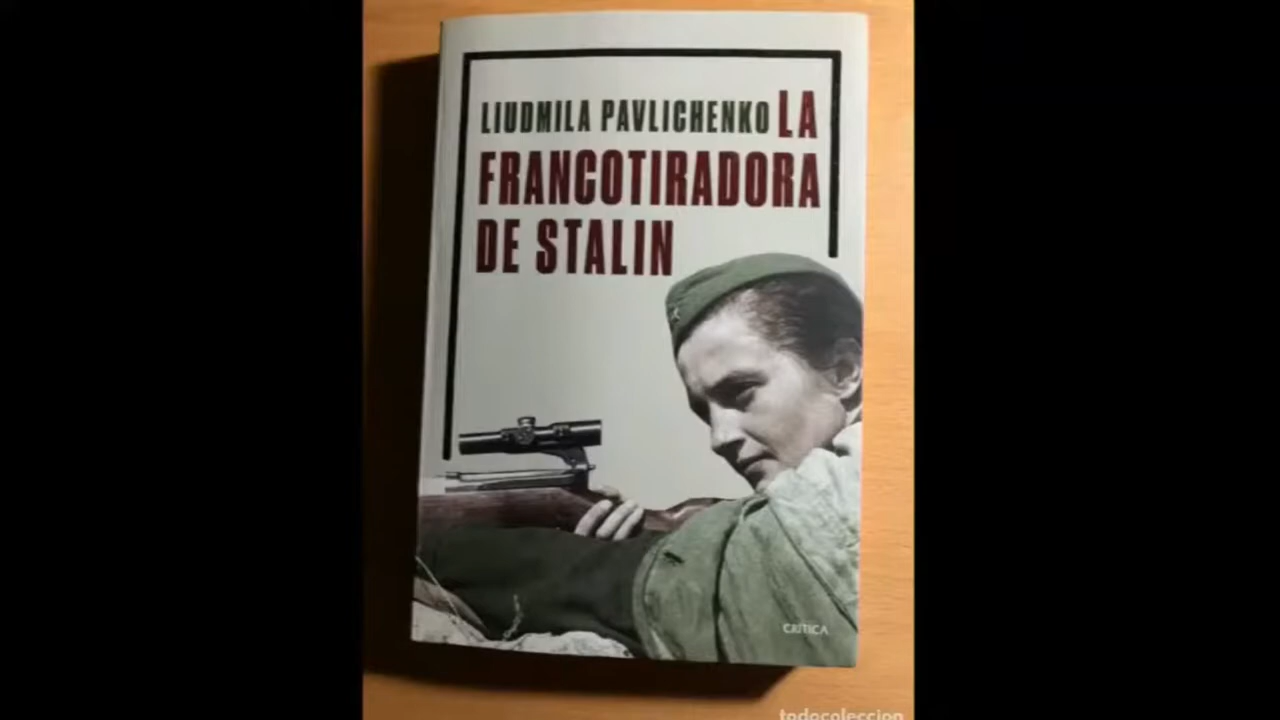 LIUDMILA PAVLICHENKO LA
FRANCOTIRADORA
DE STALIN
CRÍTICA
todocoleccion